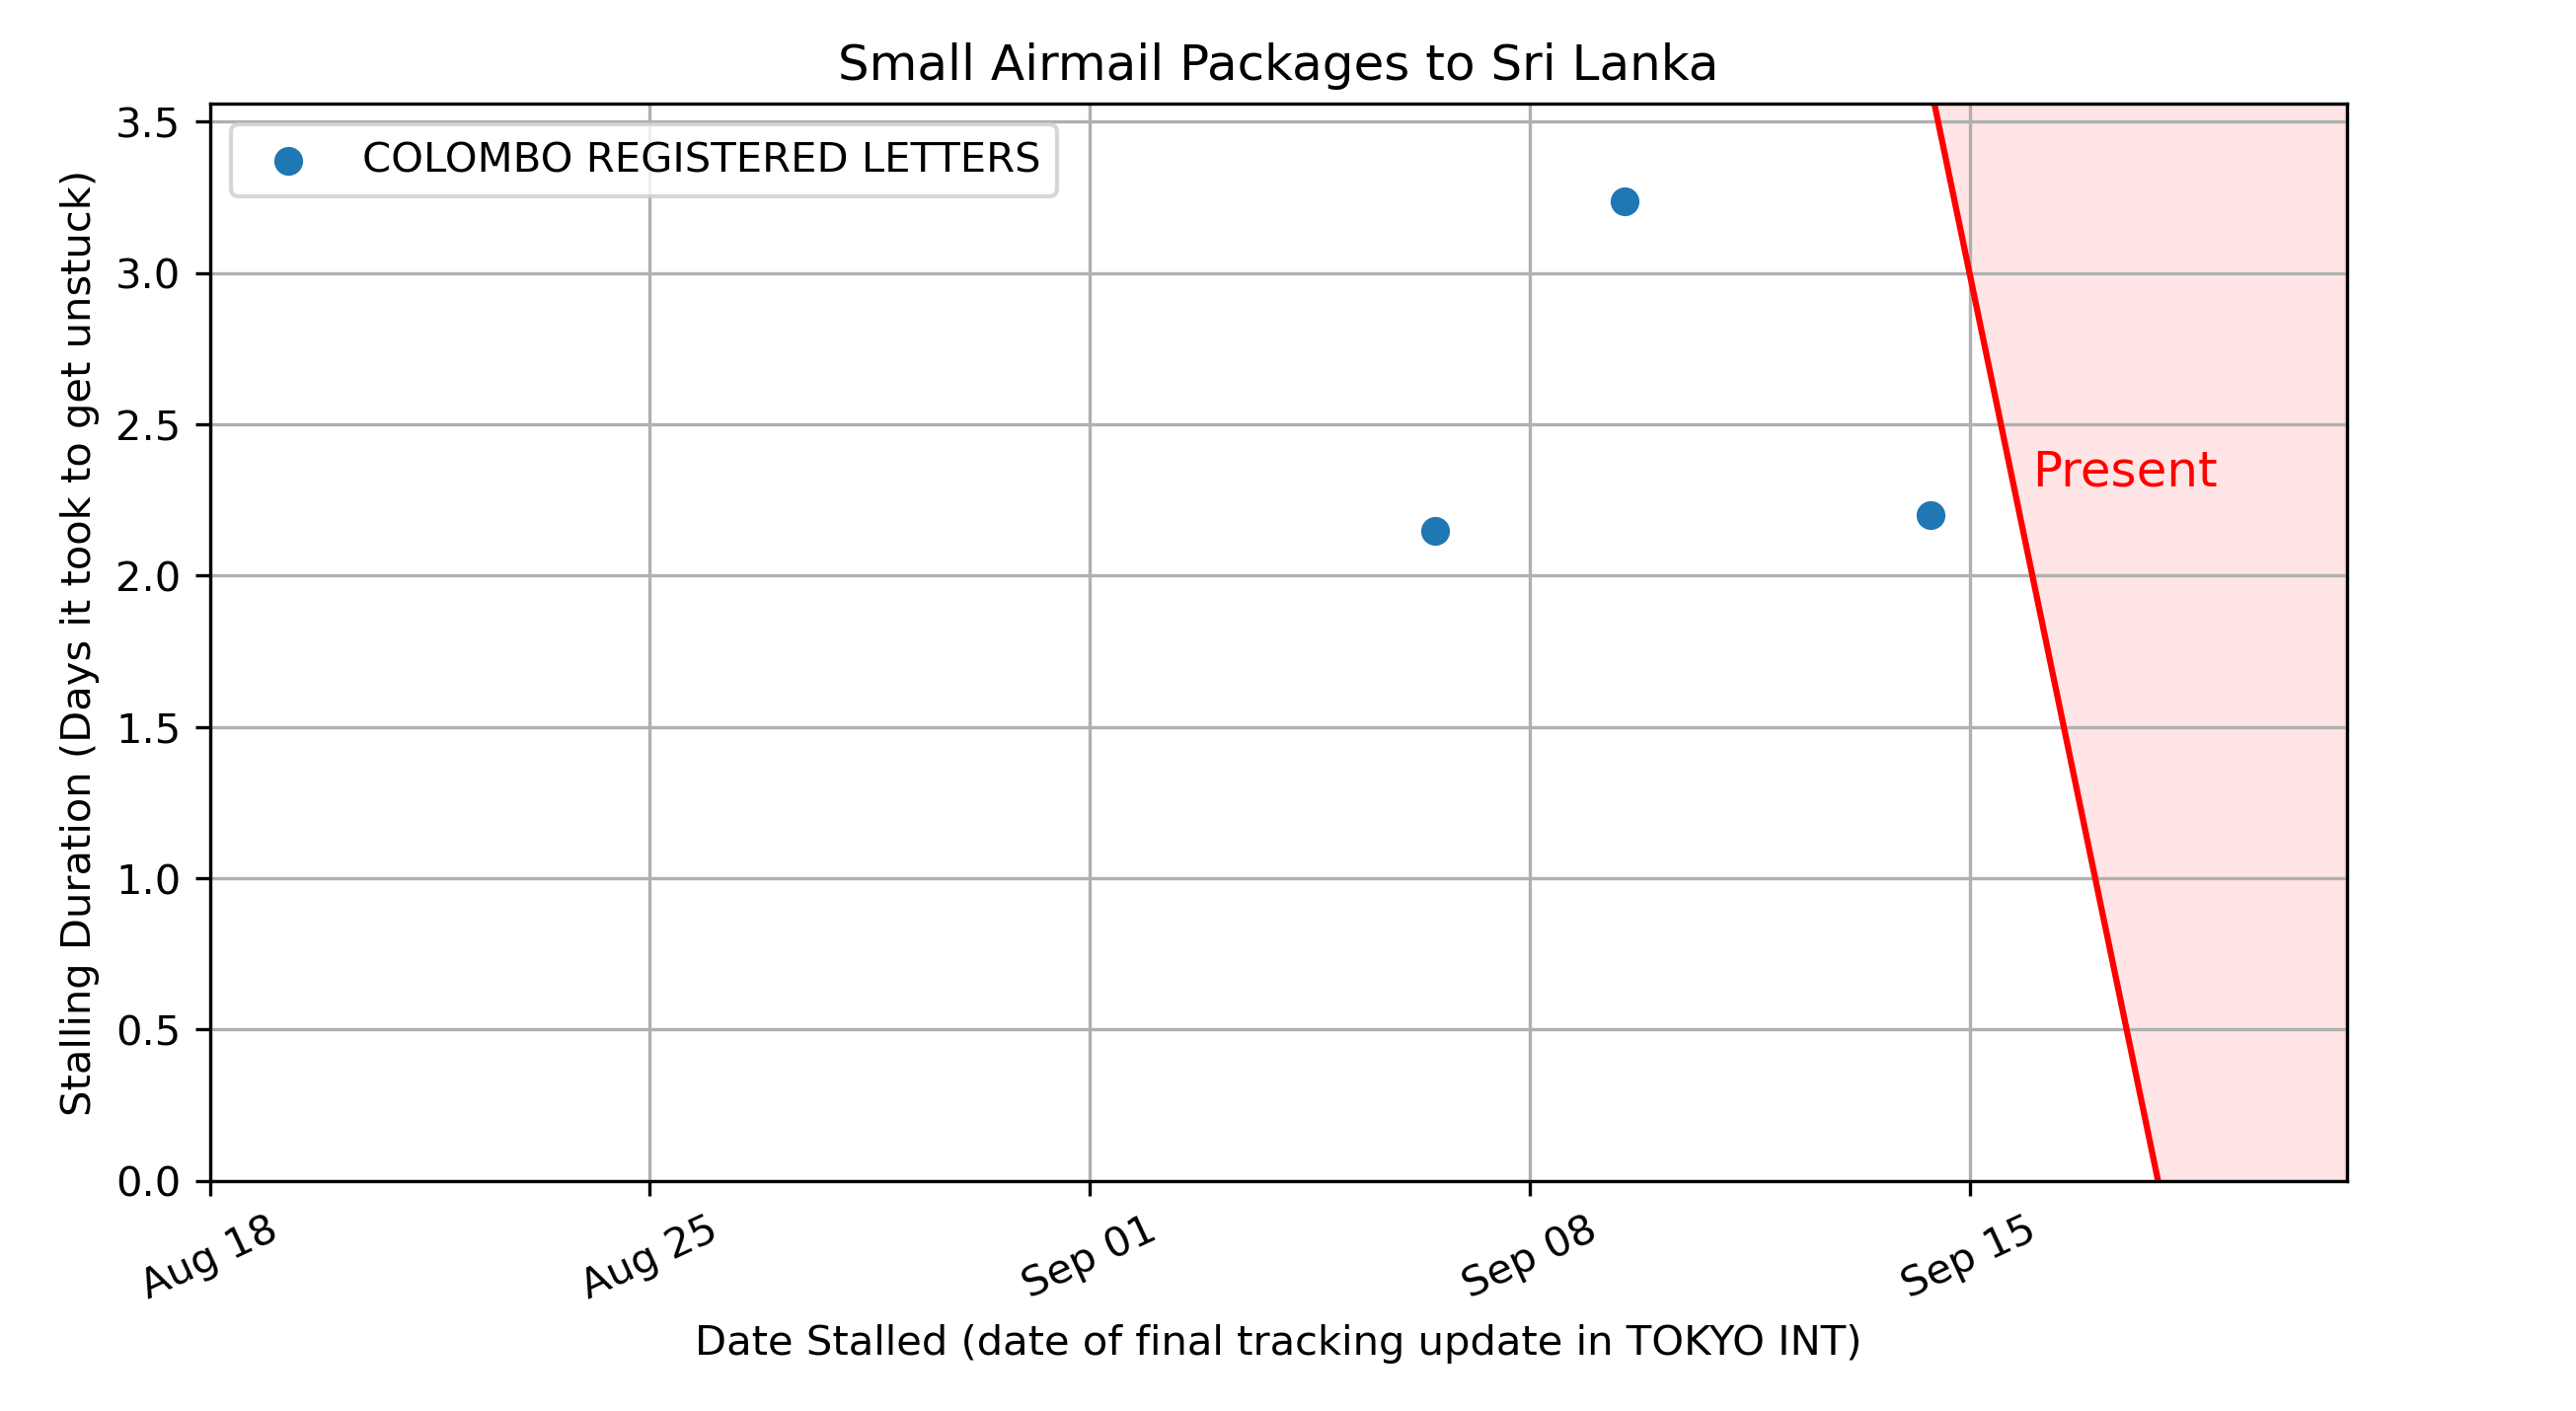 Small Airmail Packages to Sri Lanka
COLOMBO REGISTERED LETTERS
Stalling Duration (Days it took to get unstuck)
3.5
3.0
2.5
2.0
1.5
1.0
0.5
0.0
Present
Aug 18
Aug 25
Sep 01
Sep 08
Sep 15
Date Stalled (date of final tracking update in TOKYO INT)